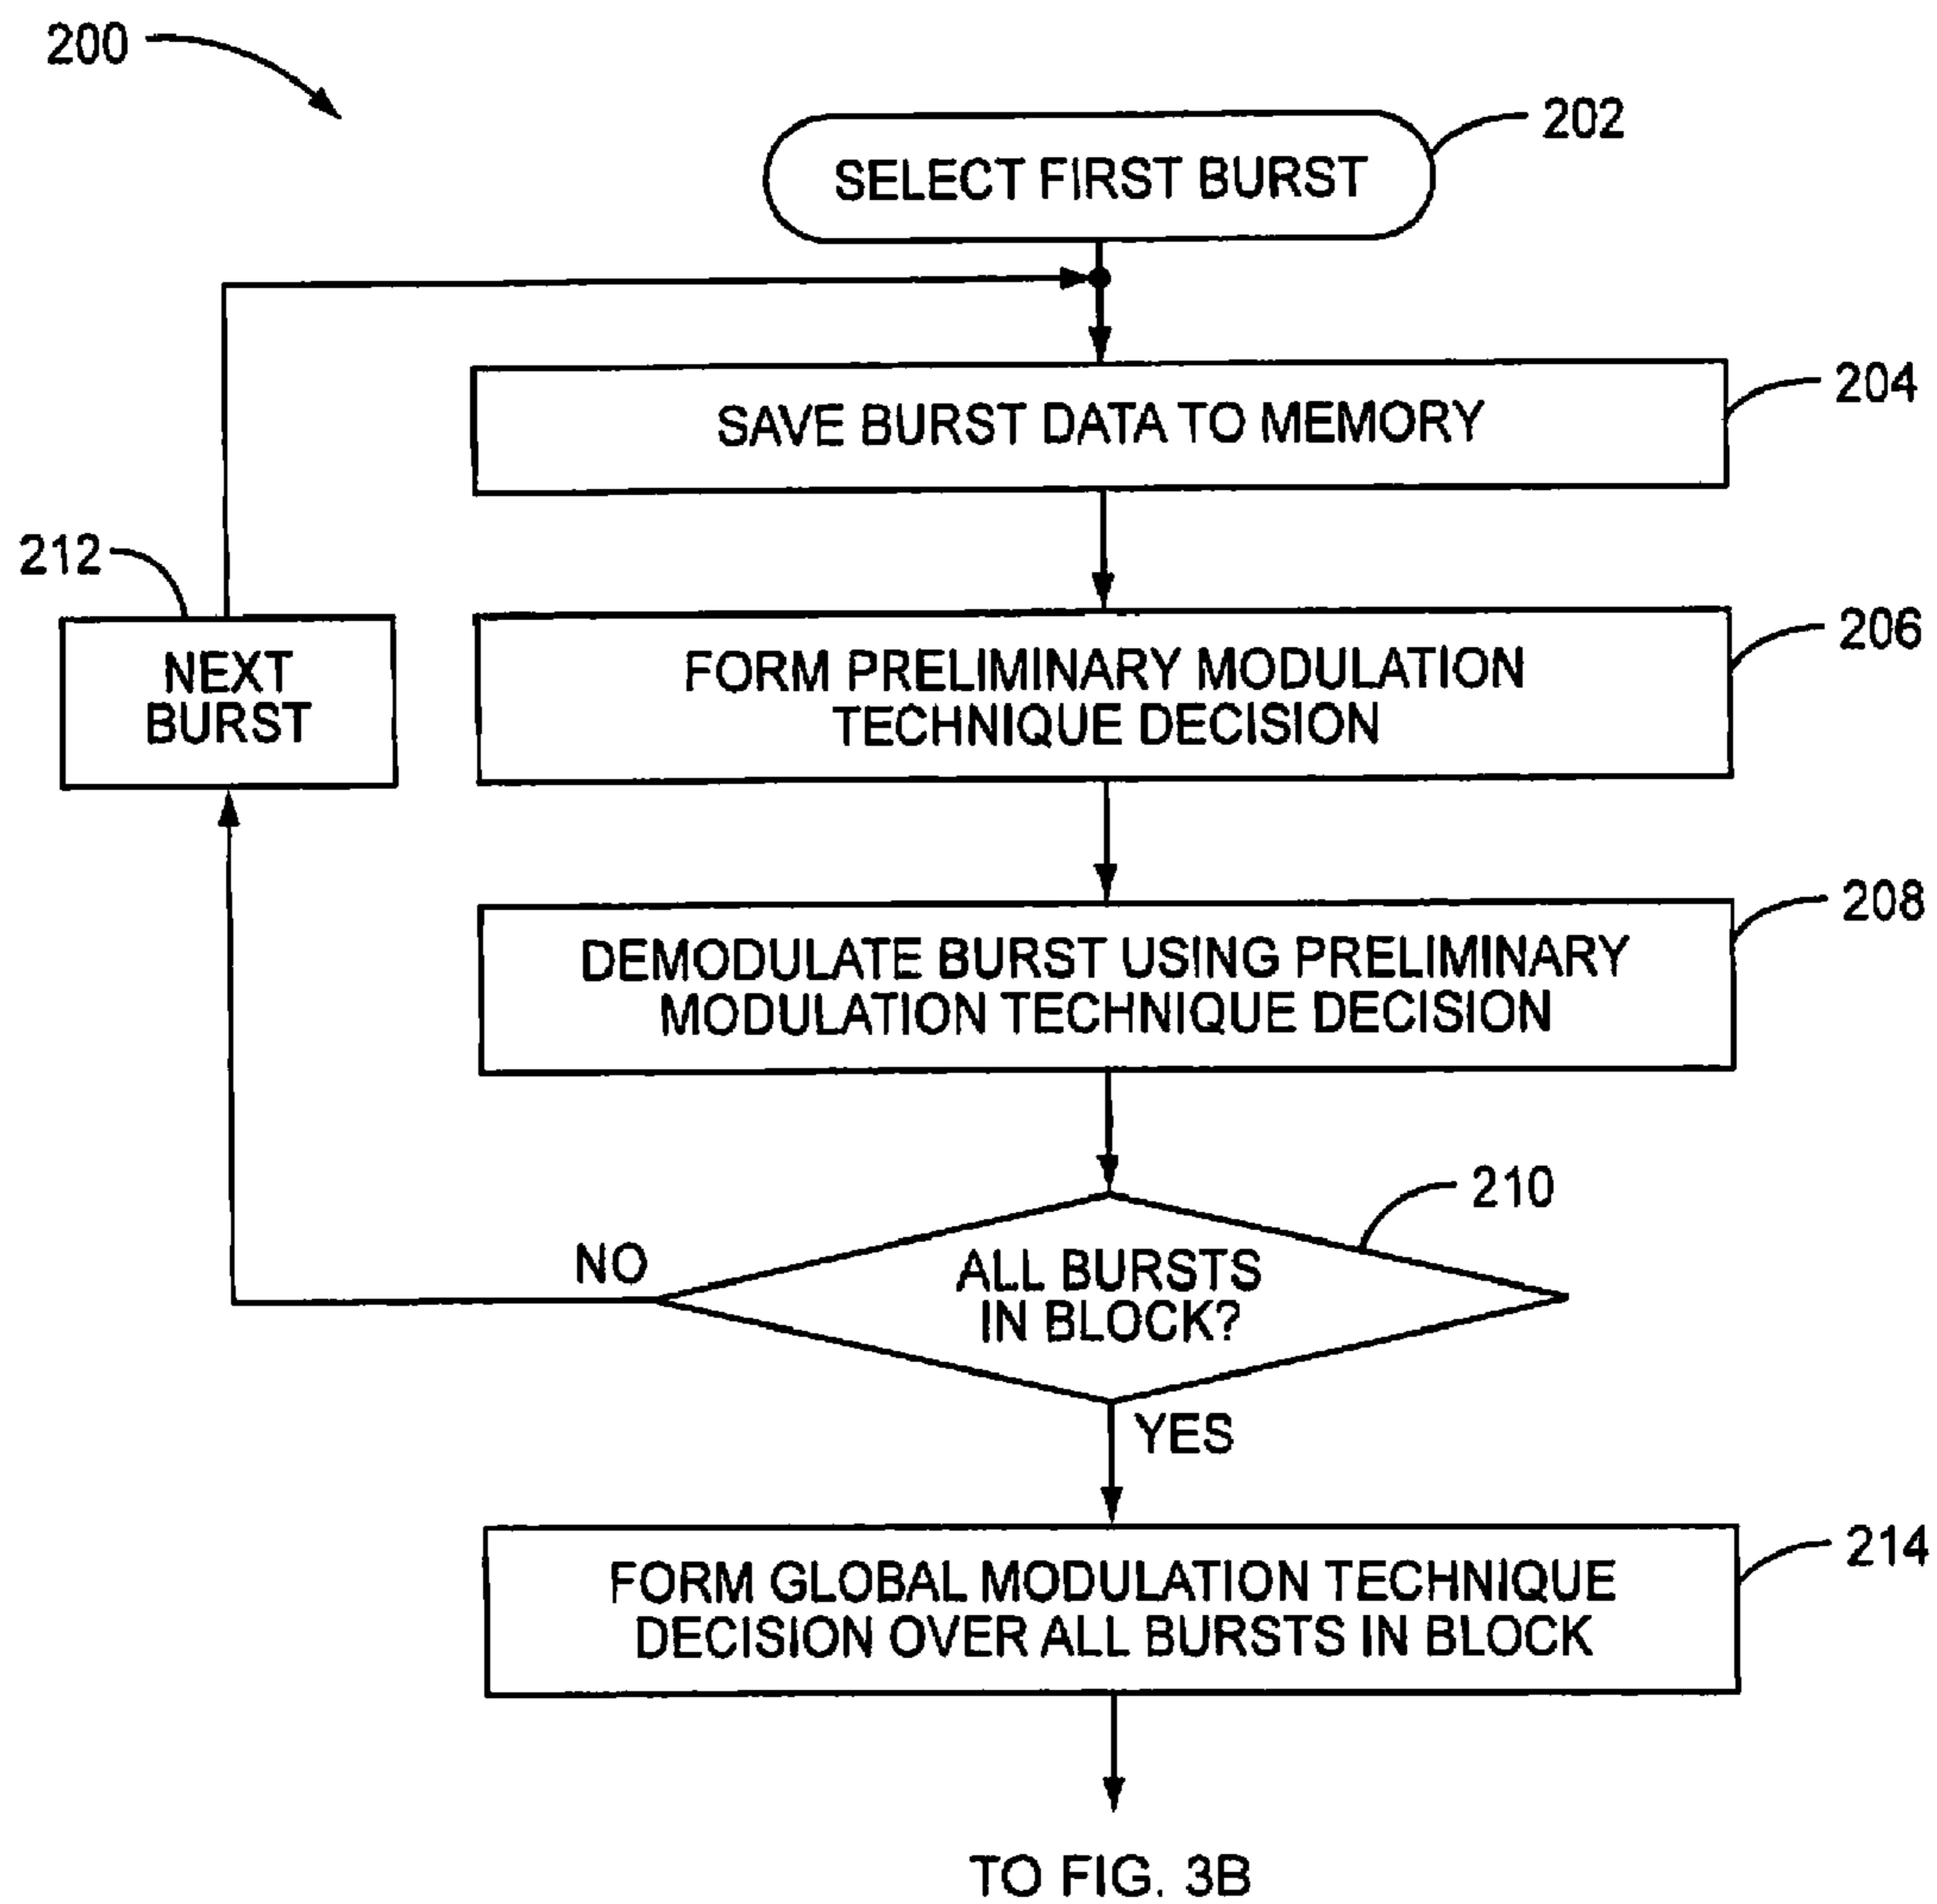 200
202
SELECT FIRST BURST
204
SAVE BURST DATA TO MEMORY
212
NEXT
BURST
206
FORM PRELIMINARY MODULATION
TECHNIQUE DECISION
208
DEMODULATE BURST USING PRELIMINARY
MODULATION TECHNIQUE DECISION
210
NO
ALL BURSTS
IN BLOCK?
YES
214
FORM GLOBAL MODULATION TECHNIQUE
DECISION OVER ALL BURSTS IN BLOCK
TO FIG. 3B